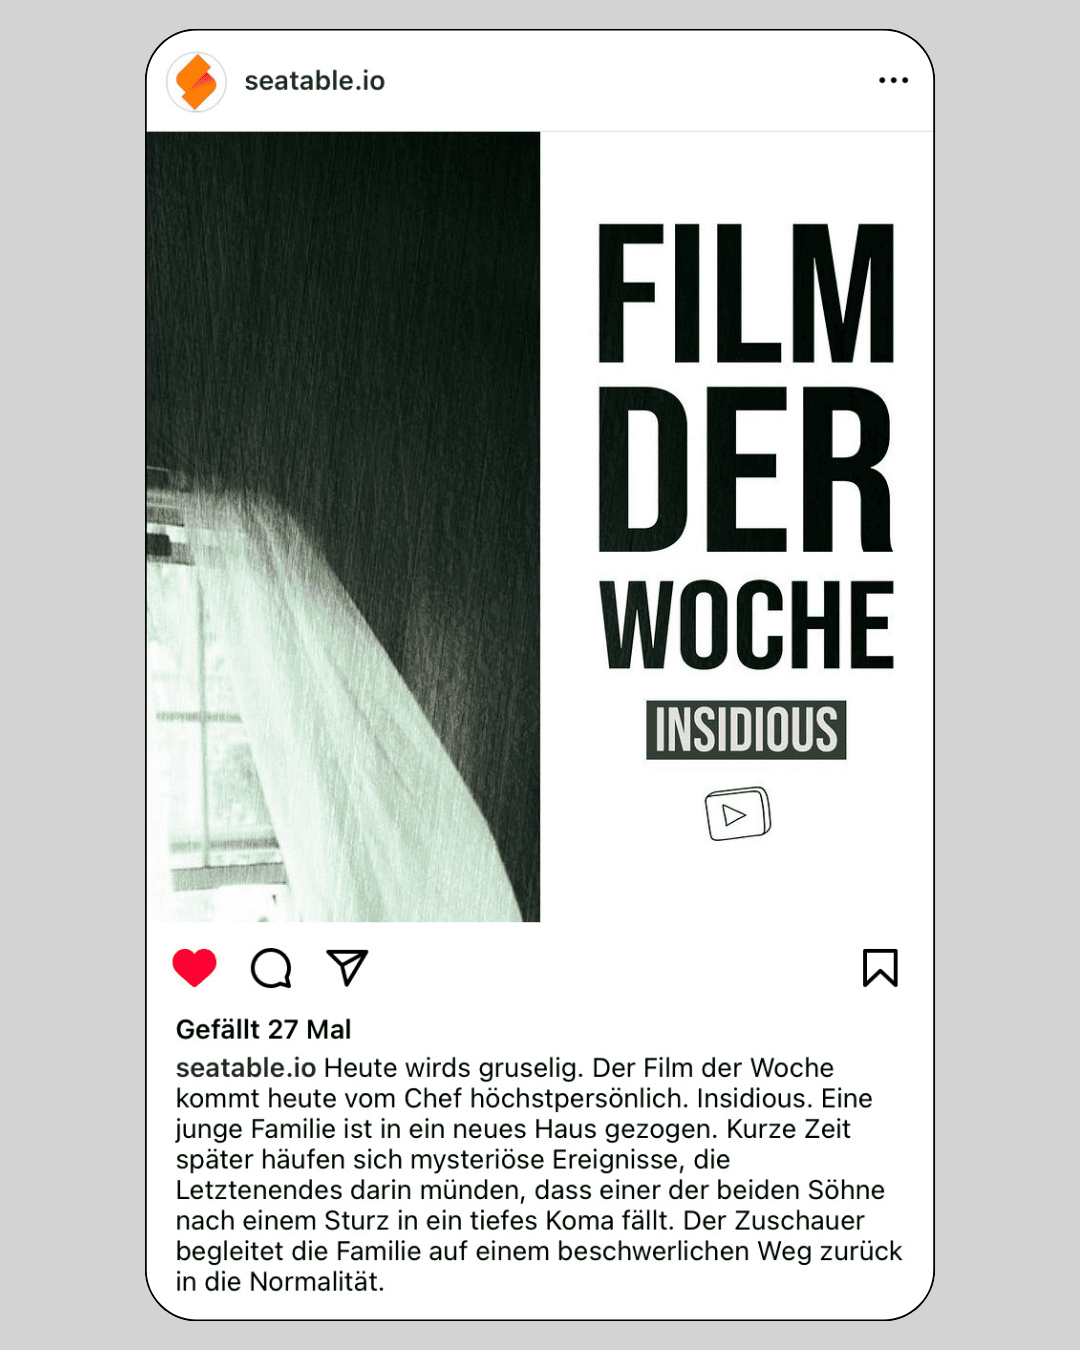 seatable.io
FILM
DER
WOCHE
INSIDIOUS
Gefällt 27 Mal
seatable.io Heute wirds gruselig. Der Film der Woche
kommt heute vom Chef höchstpersönlich. Insidious. Eine
junge Familie ist in ein neues Haus gezogen. Kurze Zeit
später häufen sich mysteriöse Ereignisse, die
Letztenendes darin münden, dass einer der beiden Söhne
nach einem Sturz in ein tiefes Koma fällt. Der Zuschauer
begleitet die Familie auf einem beschwerlichen Weg zurück
in die Normalität.